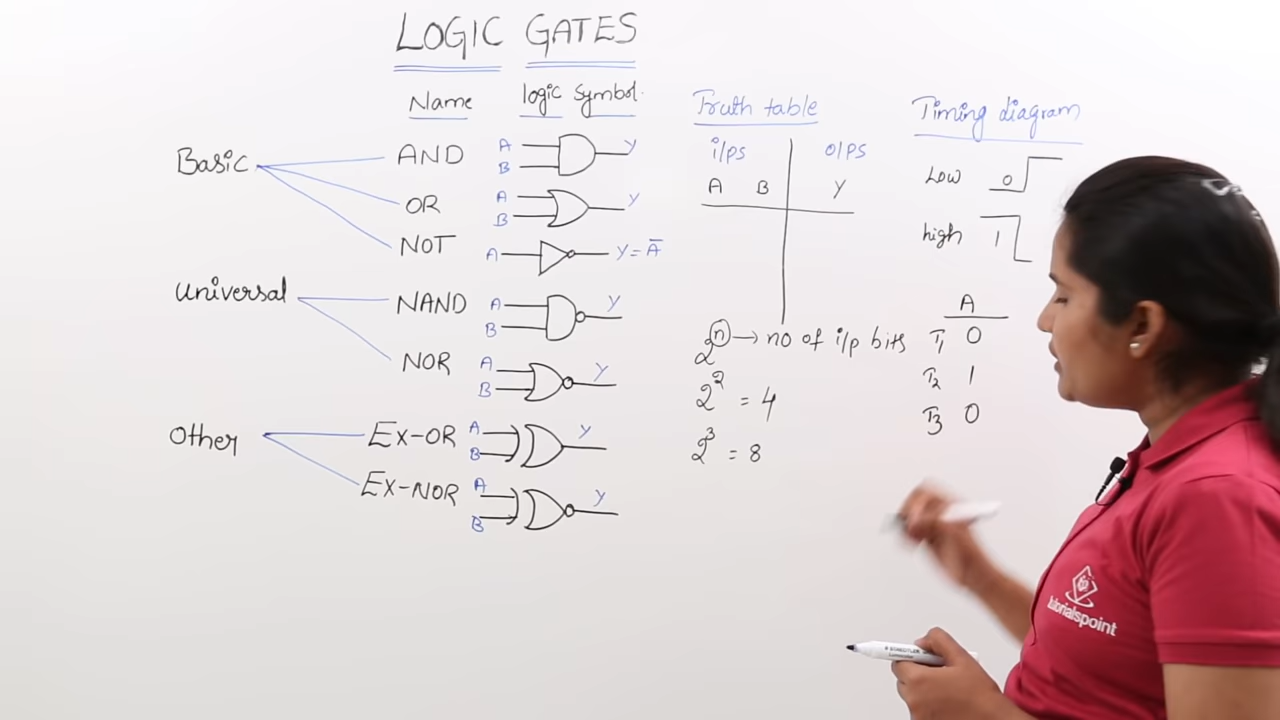 LOGIC GATES
Name
logic symbol.
Truth table
Timing diagram
Basic
AND
A
B
Y
OR
A
B
Y
NOT
A
Y = A̅
Universal
NAND
A
B
Y
NOR
A
B
Y
Other
Ex-OR
A
B
Y
Ex-NOR
A
B
Y
i/ps
o/ps
A B Y
2ⁿ → no of i/p bits
2² = 4
2³ = 8
Low 0
high 1
A
T₁ 0
T₂ 1
T₃ 0
tutorialspoint
STAEDTLER